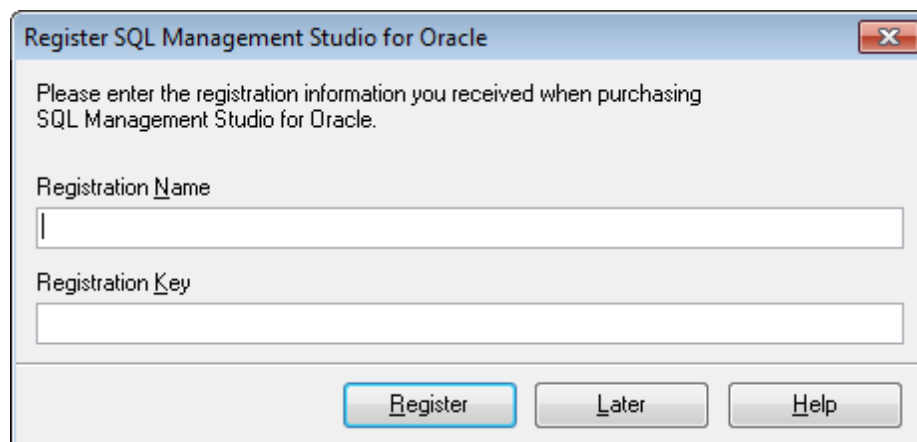 Register SQL Management Studio for Oracle
Please enter the registration information you received when purchasing
SQL Management Studio for Oracle.
Registration Name
Registration Key
Register Later Help